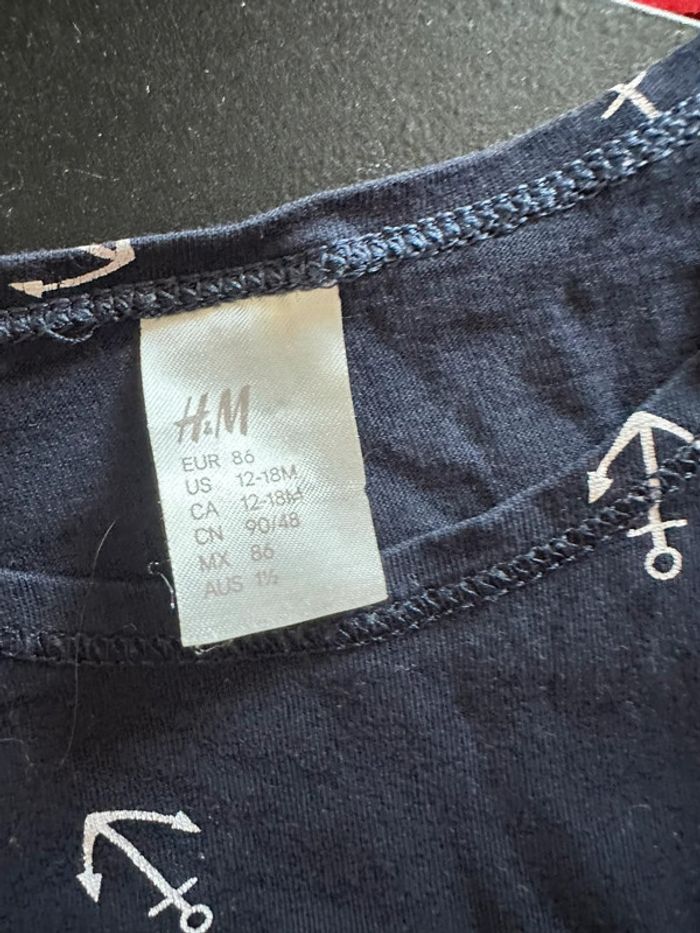 H&M
EUR 86
US 12-18M
CA 12-18M
CN 90/48
MX 86
AUS 1½